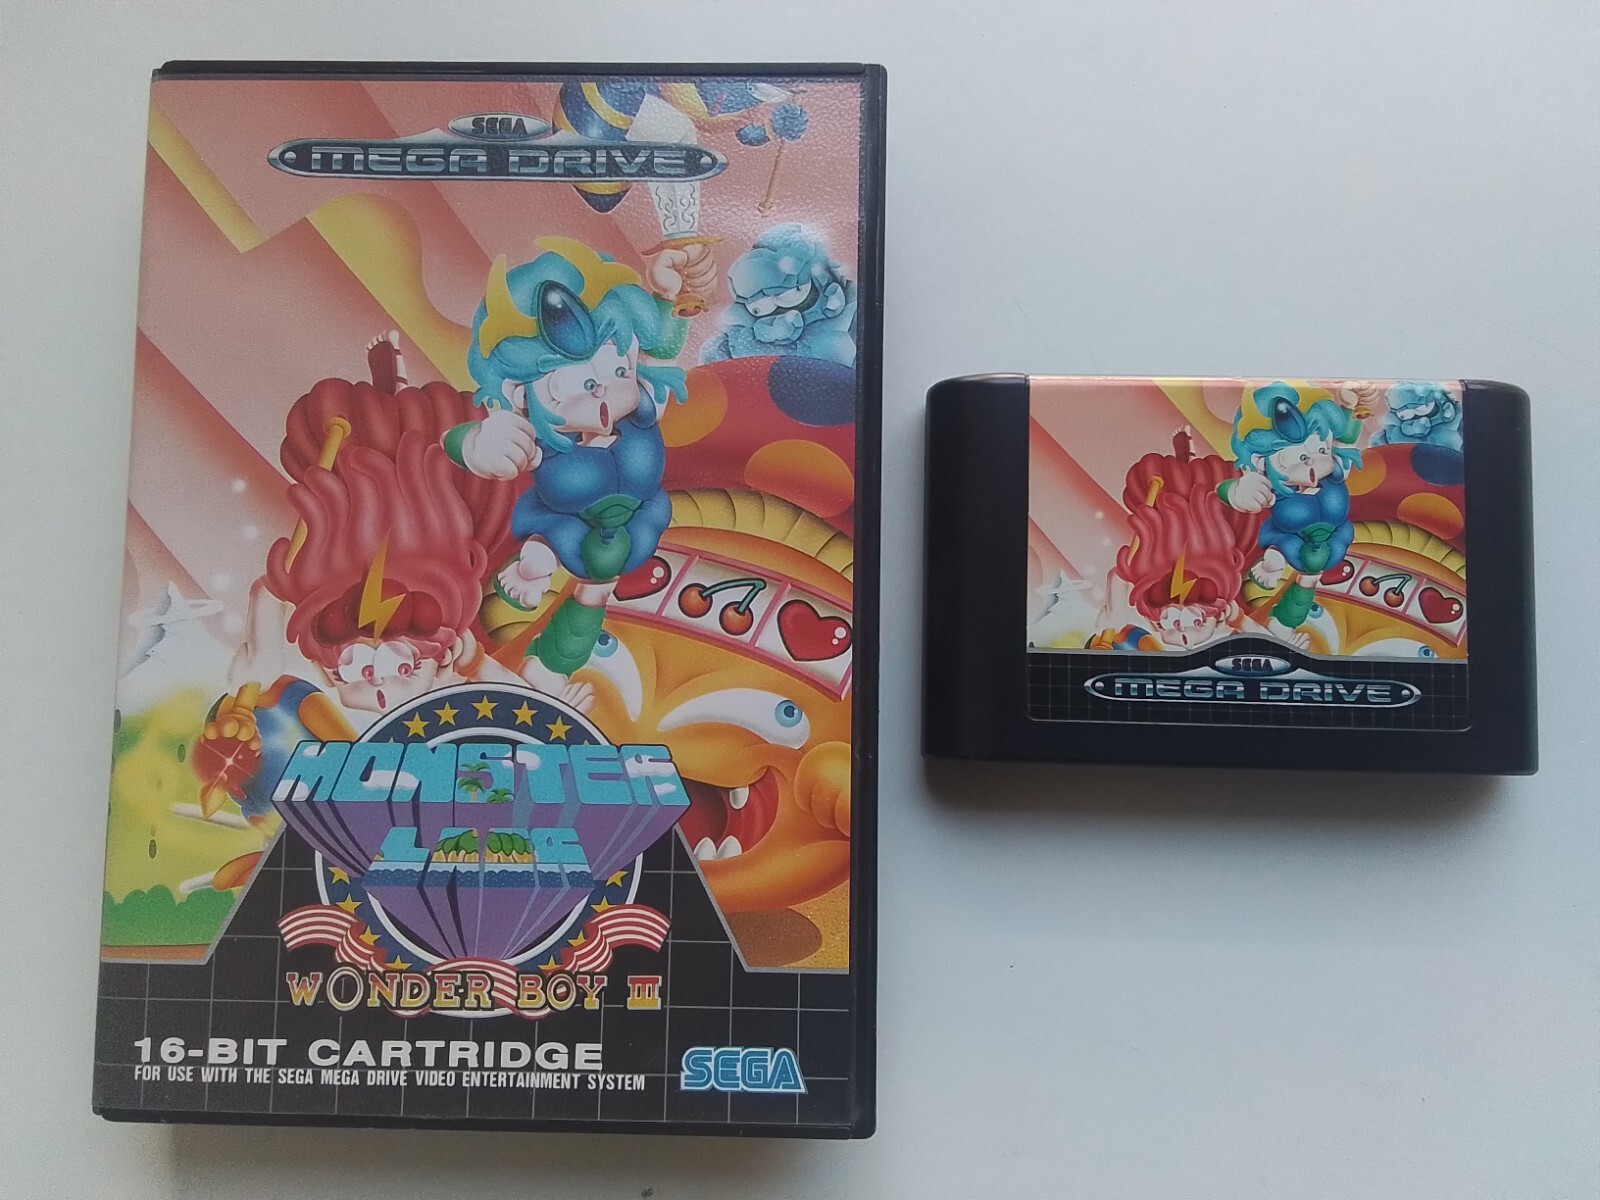 SEGA
MEGA DRIVE
MONSTER
LAIR
WONDER BOY III
16-BIT CARTRIDGE
FOR USE WITH THE SEGA MEGA DRIVE VIDEO ENTERTAINMENT SYSTEM
SEGA
SEGA
MEGA DRIVE